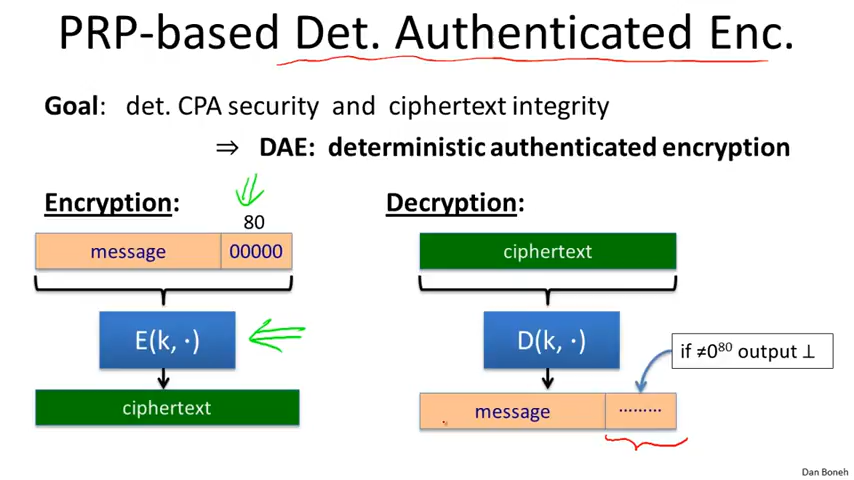 PRP-based Det. Authenticated Enc.
Goal: det. CPA security and ciphertext integrity
⇒ DAE: deterministic authenticated encryption
Encryption:
80
message 00000
E(k, ·)
ciphertext
Decryption:
ciphertext
D(k, ·)
if ≠0⁸⁰ output ⊥
message .........
Dan Boneh